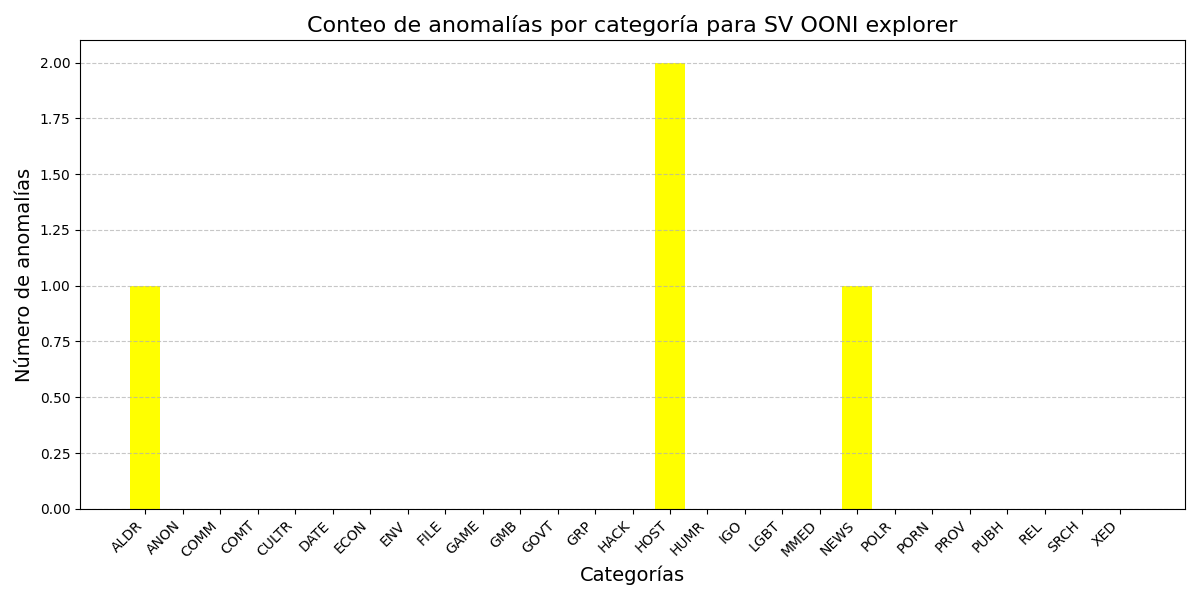 Conteo de anomalías por categoría para SV OONI explorer
Número de anomalías
2.00
1.75
1.50
1.25
1.00
0.75
0.50
0.25
0.00
ALDR
ANON
COMM
COMT
CULTR
DATE
ECON
ENV
FILE
GAME
GMB
GOVT
GRP
HACK
HOST
HUMR
IGO
LGBT
MMED
NEWS
POLR
PORN
PROV
PUBH
REL
SRCH
XED
Categorías